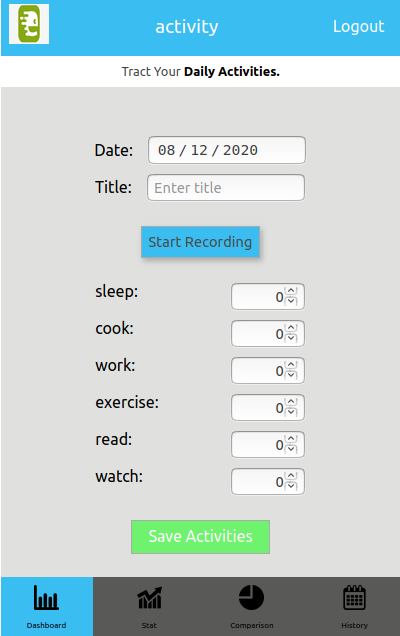 activity
Logout
Tract Your Daily Activities.
Date: 08 / 12 / 2020
Title: Enter title
Start Recording
sleep: 0
cook: 0
work: 0
exercise: 0
read: 0
watch: 0
Save Activities
Dashboard Stat Comparison History